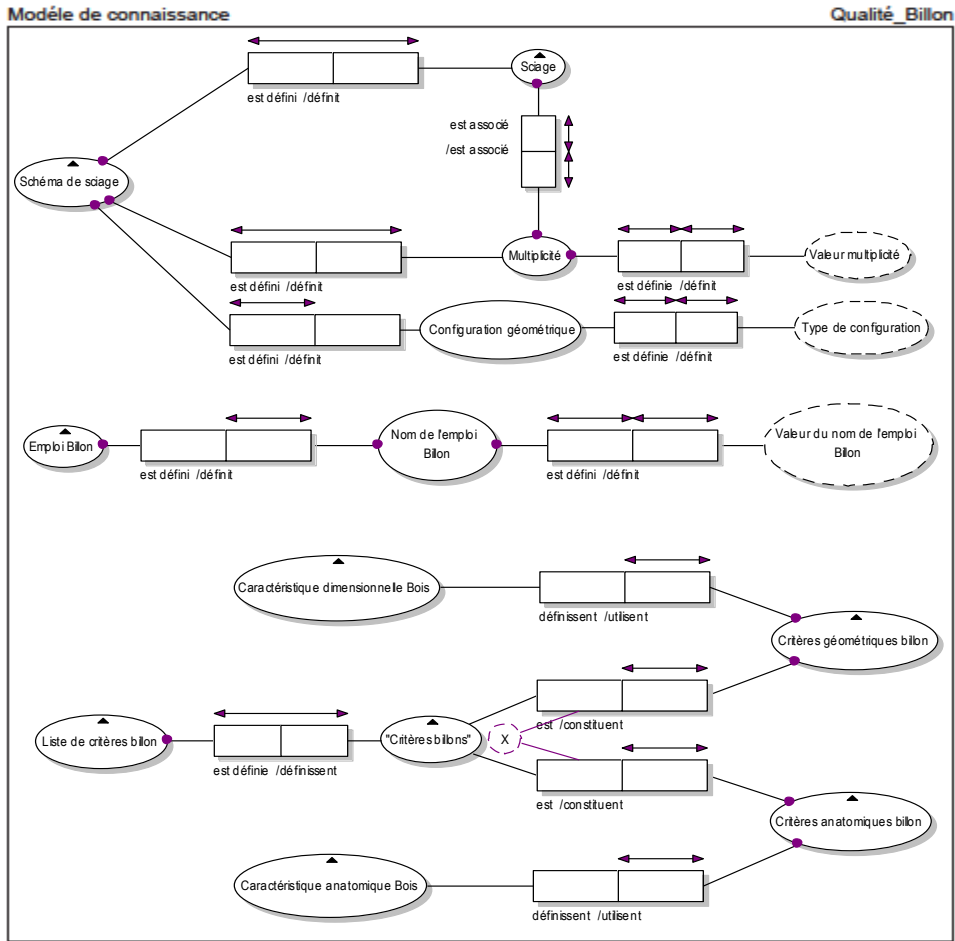 Modéle de connaissance
Qualité_Billon
est défini /définit
Sciage
est associé
/est associé
Schéma de sciage
est défini /définit
Multiplicité
est définie /définit
Valeur multiplicité
est défini /définit
Configuration géométrique
est définie /définit
Type de configuration
Emploi Billon
est défini /définit
Nom de l'emploi
Billon
est défini /définit
Valeur du nom de l'emploi
Billon
Caractéristique dimensionnelle Bois
définissent /utilisent
Critères géométriques billon
est /constituent
Liste de critères billon
est définie /définissent
"Critères billons"
X
est /constituent
Critères anatomiques billon
Caractéristique anatomique Bois
définissent /utilisent